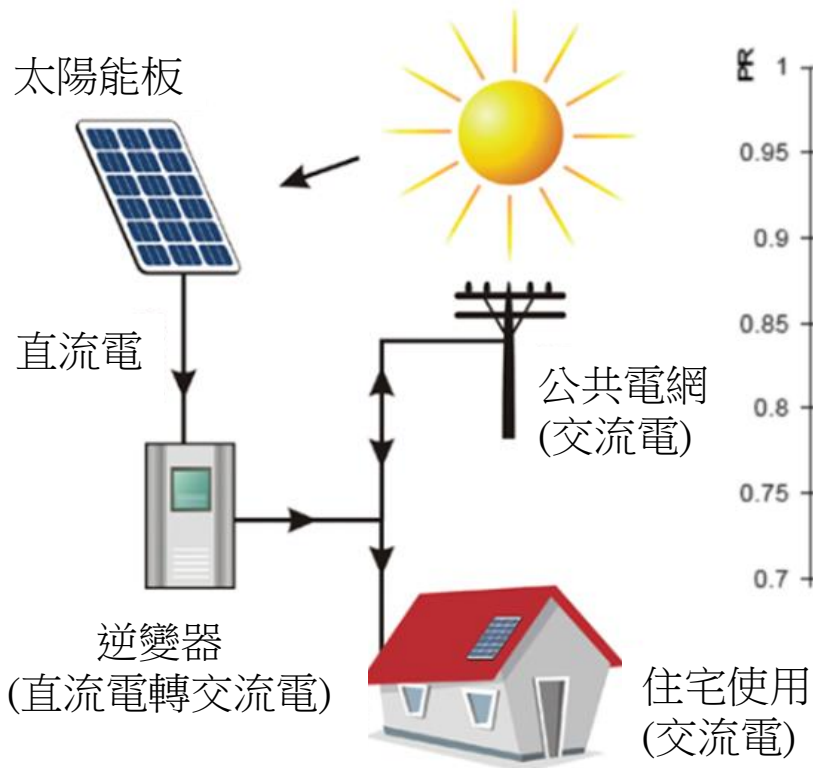 太陽能板
直流電
逆變器
(直流電轉交流電)
公共電網
(交流電)
住宅使用
(交流電)
PR
1
0.95
0.9
0.85
0.8
0.75
0.7